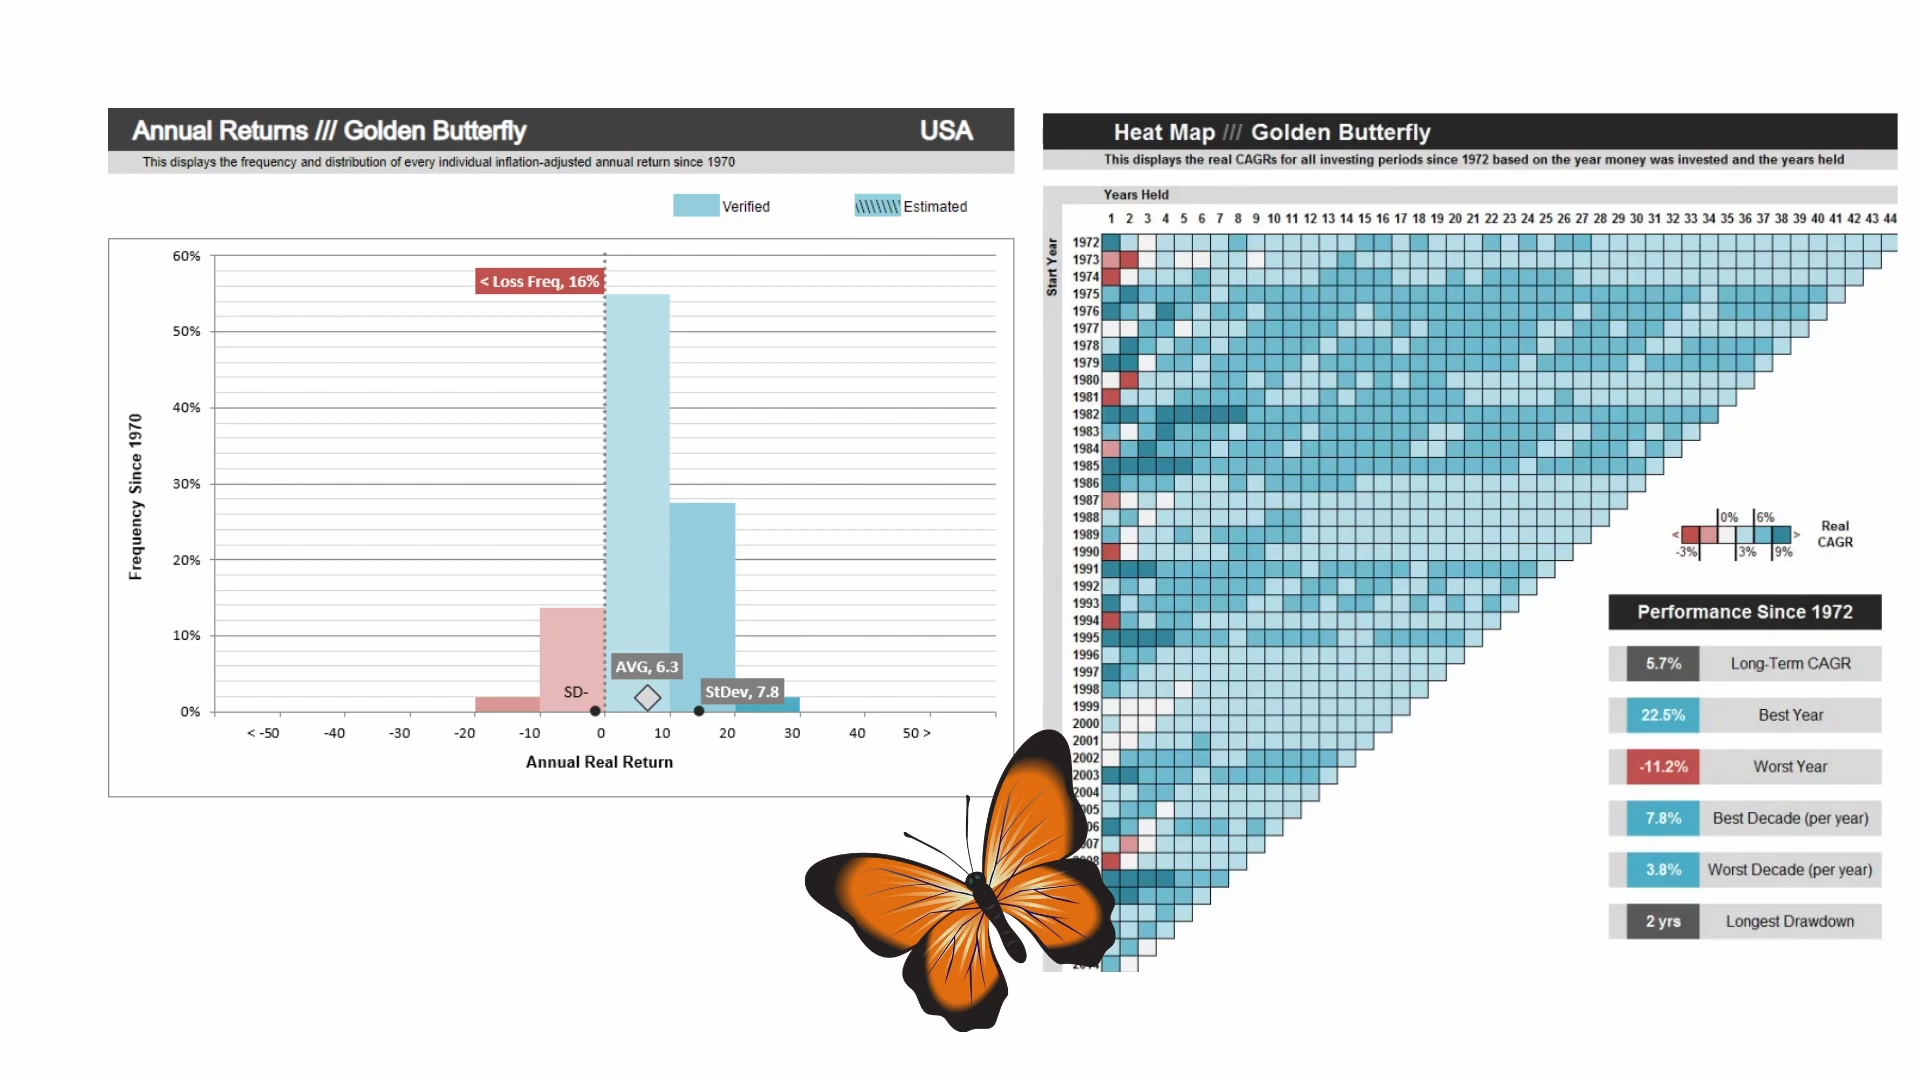 Annual Returns /// Golden Butterfly USA
This displays the frequency and distribution of every individual inflation-adjusted annual return since 1970
Verified Estimated
60%
< Loss Freq, 16%
50%
40%
30%
20%
10%
0%
Frequency Since 1970
AVG, 6.3
SD-
StDev, 7.8
< -50 -40 -30 -20 -10 0 10 20 30 40 50 >
Annual Real Return
Heat Map /// Golden Butterfly
This displays the real CAGRs for all investing periods since 1972 based on the year money was invested and the years held
Years Held
1 2 3 4 5 6 7 8 9 10 11 12 13 14 15 16 17 18 19 20 21 22 23 24 25 26 27 28 29 30 31 32 33 34 35 36 37 38 39 40 41 42 43 44
Start Year
1972
1973
1974
1975
1976
1977
1978
1979
1980
1981
1982
1983
1984
1985
1986
1987
1988
1989
1990
1991
1992
1993
1994
1995
1996
1997
1998
1999
2000
2001
2002
2003
2004
05
06
07
08
0% 6%
< >
-3% 3% 9%
Real
CAGR
Performance Since 1972
5.7% Long-Term CAGR
22.5% Best Year
-11.2% Worst Year
7.8% Best Decade (per year)
3.8% Worst Decade (per year)
2 yrs Longest Drawdown